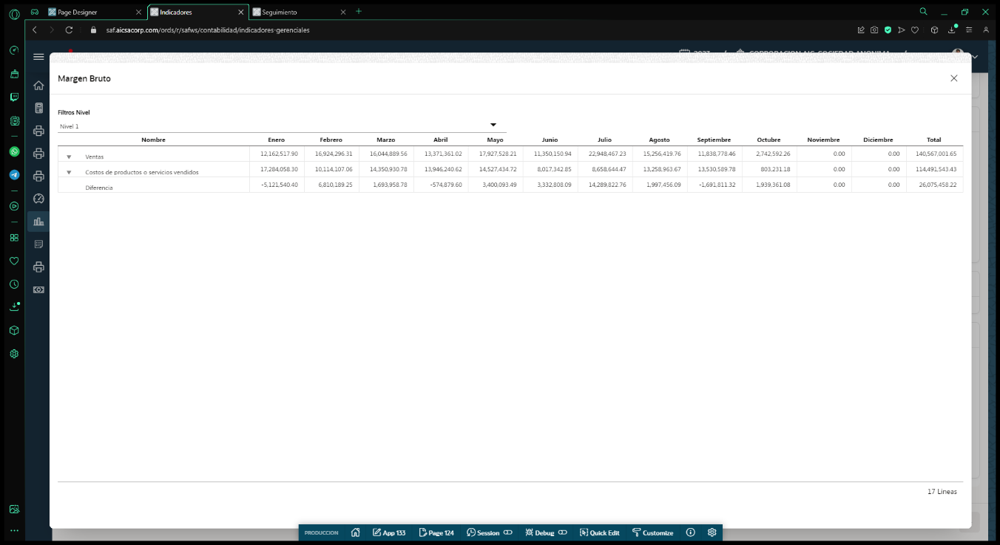 Page Designer
Indicadores
Seguimiento
saf.aicsacorp.com/ords/r/safws/contabilidad/indicadores-gerenciales
Margen Bruto
Filtros Nivel
Nivel 1
Nombre Enero Febrero Marzo Abril Mayo Junio Julio Agosto Septiembre Octubre Noviembre Diciembre Total
Ventas 12,162,517.90 16,924,296.31 16,044,889.56 13,371,361.02 17,927,528.21 11,350,150.94 22,948,467.23 15,256,419.76 11,838,778.46 2,742,592.26 0.00 0.00 140,567,001.65
Costos de productos o servicios vendidos 17,284,058.30 10,114,107.06 14,350,930.78 13,946,240.62 14,527,434.72 8,017,342.85 8,658,644.47 13,258,963.67 13,530,589.78 803,231.18 0.00 0.00 114,491,543.43
Diferencia -5,121,540.40 6,810,189.25 1,693,958.78 -574,879.60 3,400,093.49 3,332,808.09 14,289,822.76 1,997,456.09 -1,691,811.32 1,939,361.08 0.00 0.00 26,075,458.22
17 Lineas
PRODUCCION App 133 Page 124 Session Debug Quick Edit Customize